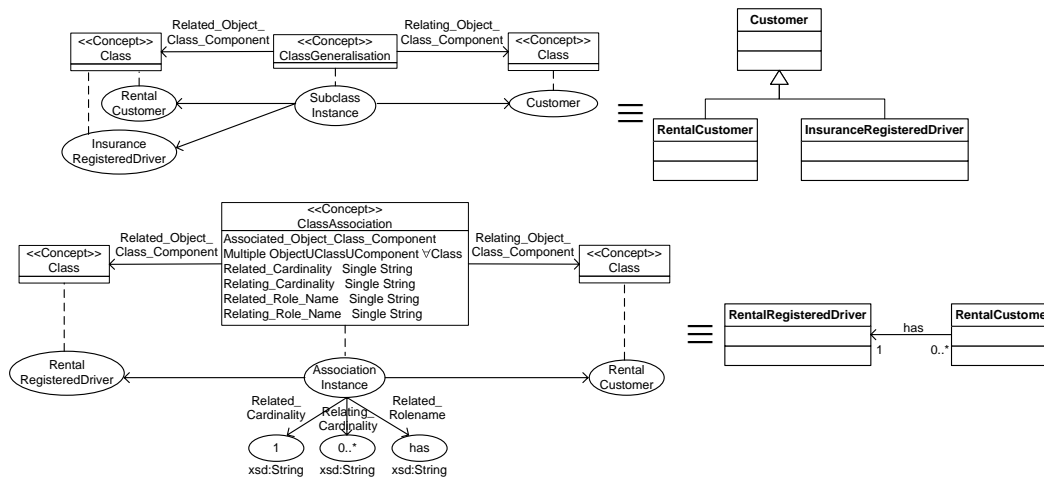 Related_Object_
Class_Component
Relating_Object_
Class_Component
<<Concept>>
Class
<<Concept>>
ClassGeneralisation
<<Concept>>
Class
Rental
Customer
Subclass
Instance
Customer
Insurance
RegisteredDriver
≡
Customer
RentalCustomer
InsuranceRegisteredDriver
<<Concept>>
ClassAssociation
Associated_Object_Class_Component
Multiple ObjectUClassUComponent ∀Class
Related_Cardinality Single String
Relating_Cardinality Single String
Related_Role_Name Single String
Relating_Role_Name Single String
Related_Object_
Class_Component
Relating_Object_
Class_Component
<<Concept>>
Class
<<Concept>>
Class
Rental
RegisteredDriver
Association
Instance
Rental
Customer
Related_
Cardinality
Relating_
Cardinality
Related_
Rolename
1
0..*
has
xsd:String
xsd:String
xsd:String
≡
RentalRegisteredDriver
has
1
0..*
RentalCustome